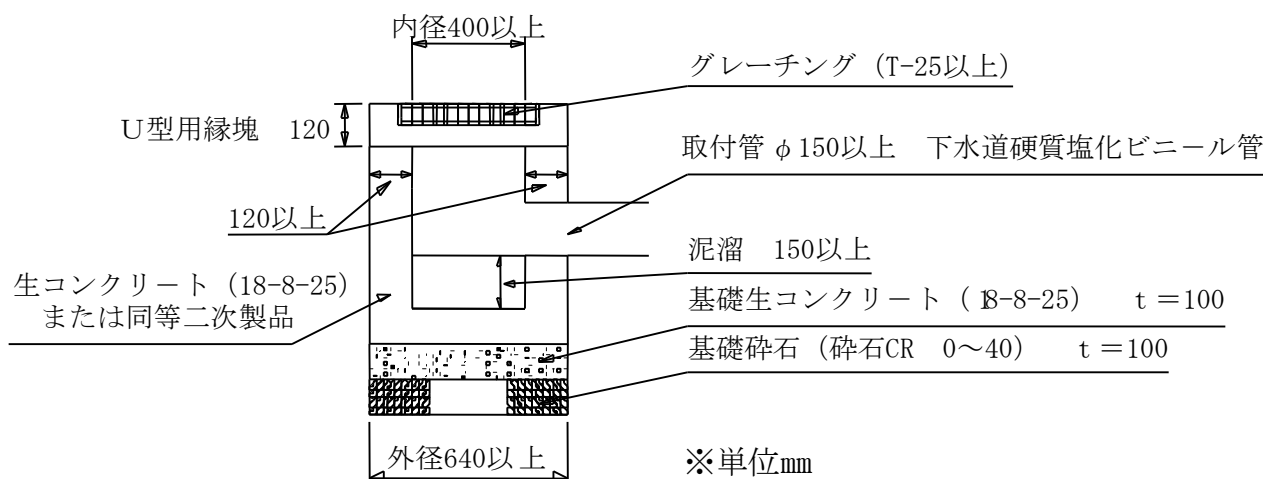 内径400以上
グレーチング（T-25以上）
U型用縁塊　120
取付管φ150以上　下水道硬質塩化ビニール管
120以上
泥溜　150以上
生コンクリート（18-8-25）
または同等二次製品
基礎生コンクリート（18-8-25）　t＝100
基礎砕石（砕石CR　0～40）　t＝100
外径640以上
※単位mm